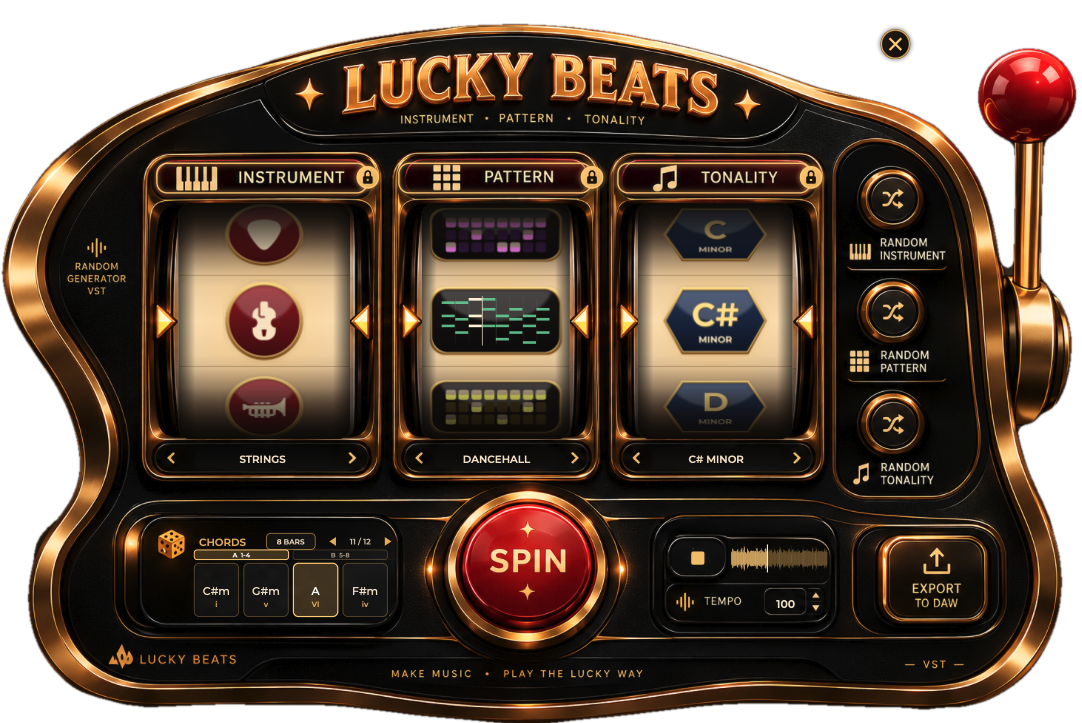 LUCKY BEATS
INSTRUMENT • PATTERN • TONALITY
INSTRUMENT
PATTERN
TONALITY
RANDOM
GENERATOR
VST
C
MINOR
C#
MINOR
D
MINOR
STRINGS
DANCEHALL
C# MINOR
RANDOM
INSTRUMENT
RANDOM
PATTERN
RANDOM
TONALITY
CHORDS
8 BARS
11 / 12
A 1-4
B 5-8
C#m
i
G#m
v
A
VI
F#m
iv
SPIN
TEMPO
100
EXPORT
TO DAW
LUCKY BEATS
MAKE MUSIC • PLAY THE LUCKY WAY
— VST —